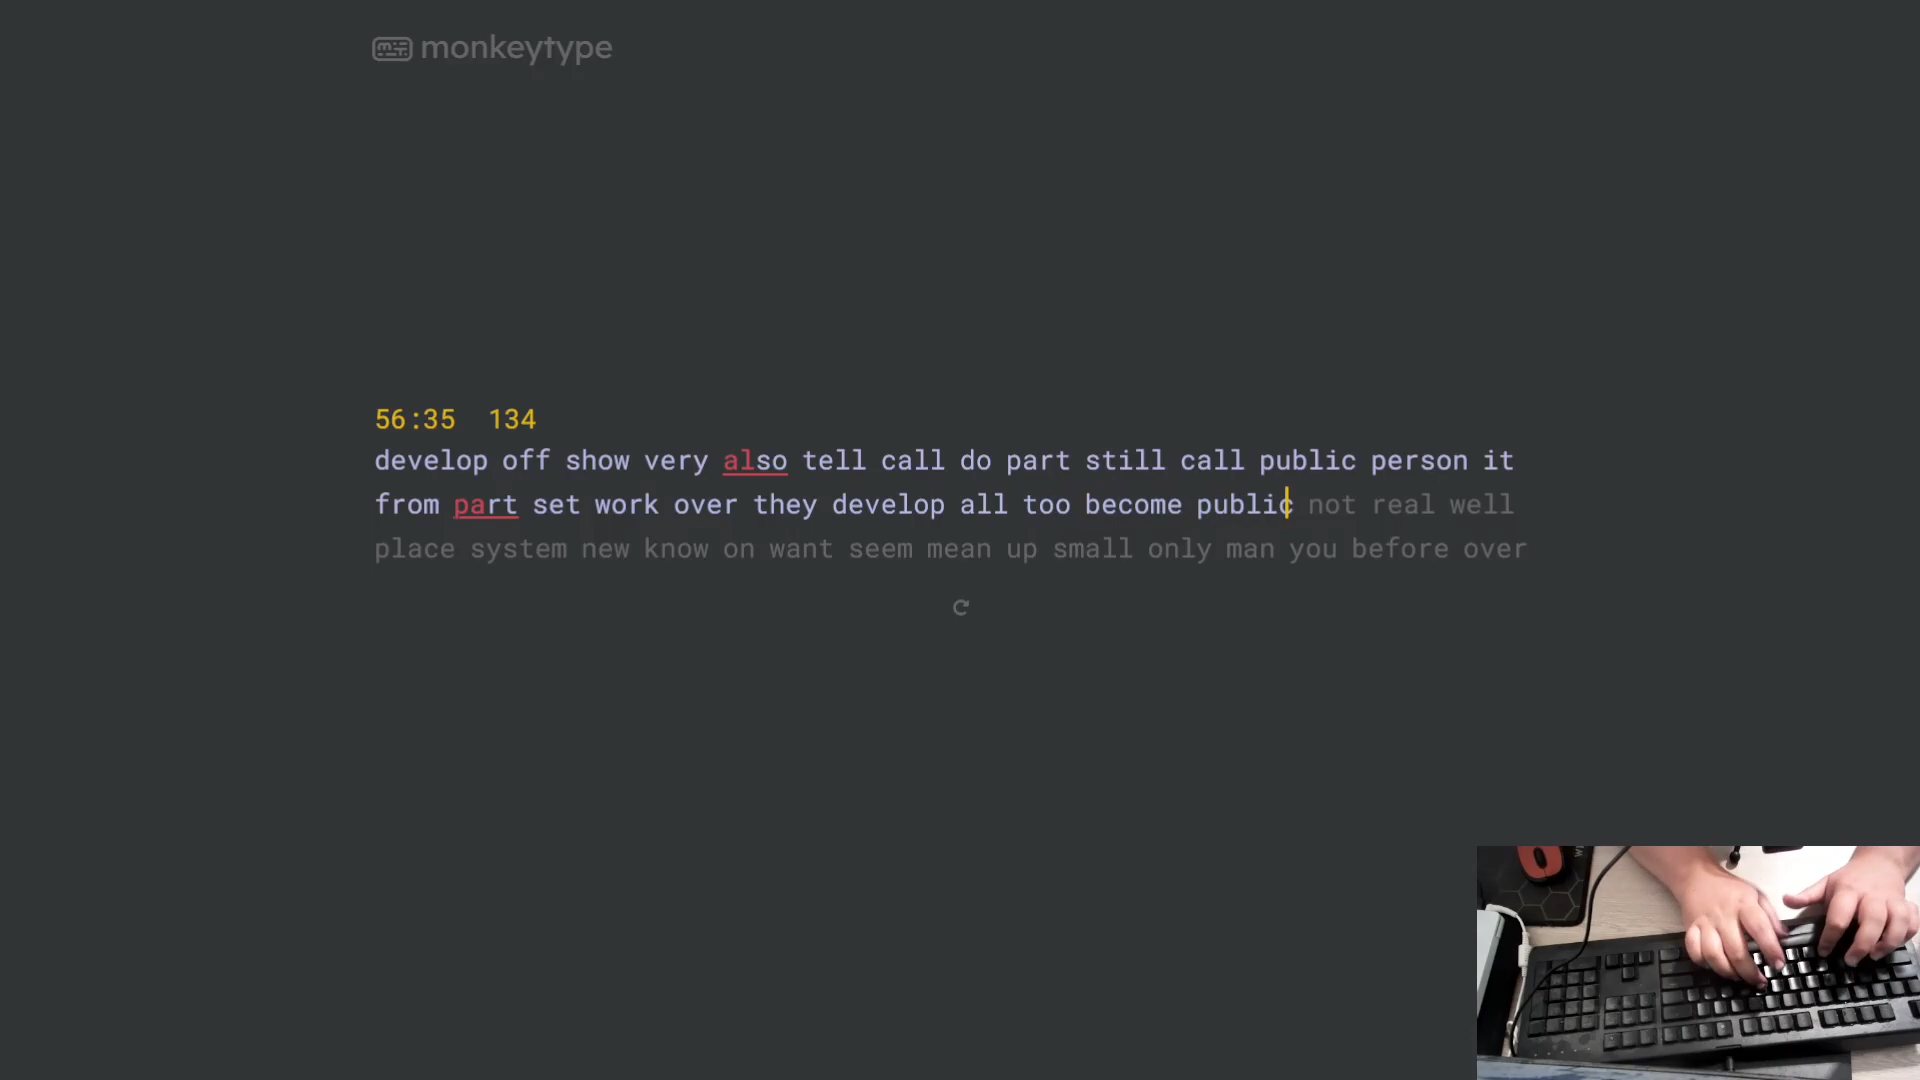 monkeytype
56:35 134
develop off show very also tell call do part still call public person it
from part set work over they develop all too become public not real well
place system new know on want seem mean up small only man you before over